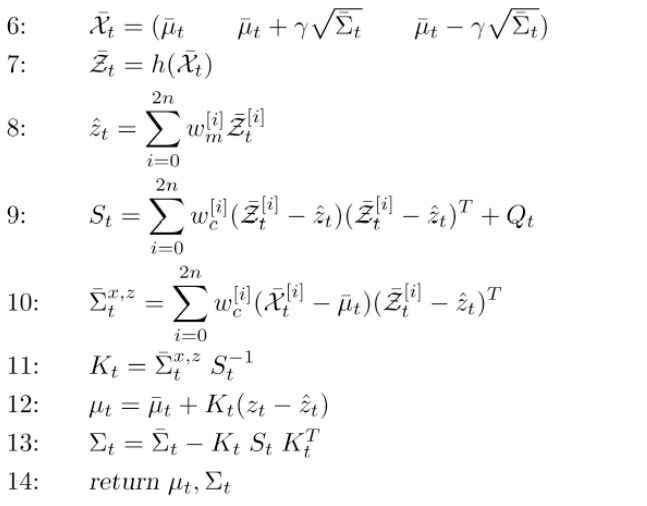 6: $\bar{\mathcal{X}}_t = (\bar{\mu}_t \quad \bar{\mu}_t + \gamma\sqrt{\bar{\Sigma}_t} \quad \bar{\mu}_t - \gamma\sqrt{\bar{\Sigma}_t})$
7: $\bar{\mathcal{Z}}_t = h(\bar{\mathcal{X}}_t)$
8: $\hat{z}_t = \sum_{i=0}^{2n} w_m^{[i]} \bar{\mathcal{Z}}_t^{[i]}$
9: $S_t = \sum_{i=0}^{2n} w_c^{[i]} (\bar{\mathcal{Z}}_t^{[i]} - \hat{z}_t)(\bar{\mathcal{Z}}_t^{[i]} - \hat{z}_t)^T + Q_t$
10: $\bar{\Sigma}_t^{x,z} = \sum_{i=0}^{2n} w_c^{[i]} (\bar{\mathcal{X}}_t^{[i]} - \bar{\mu}_t)(\bar{\mathcal{Z}}_t^{[i]} - \hat{z}_t)^T$
11: $K_t = \bar{\Sigma}_t^{x,z} \; S_t^{-1}$
12: $\mu_t = \bar{\mu}_t + K_t(z_t - \hat{z}_t)$
13: $\Sigma_t = \bar{\Sigma}_t - K_t \; S_t \; K_t^T$
14: return $\mu_t, \Sigma_t$